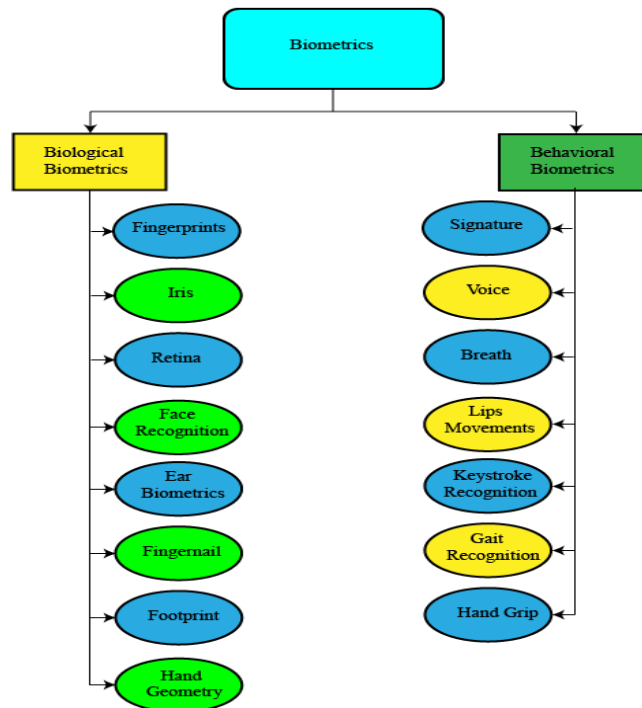 Biometrics
Biological
Biometrics
Behavioral
Biometrics
Fingerprints
Iris
Retina
Face
Recognition
Ear
Biometrics
Fingernail
Footprint
Hand
Geometry
Signature
Voice
Breath
Lips
Movements
Keystroke
Recognition
Gait
Recognition
Hand Grip